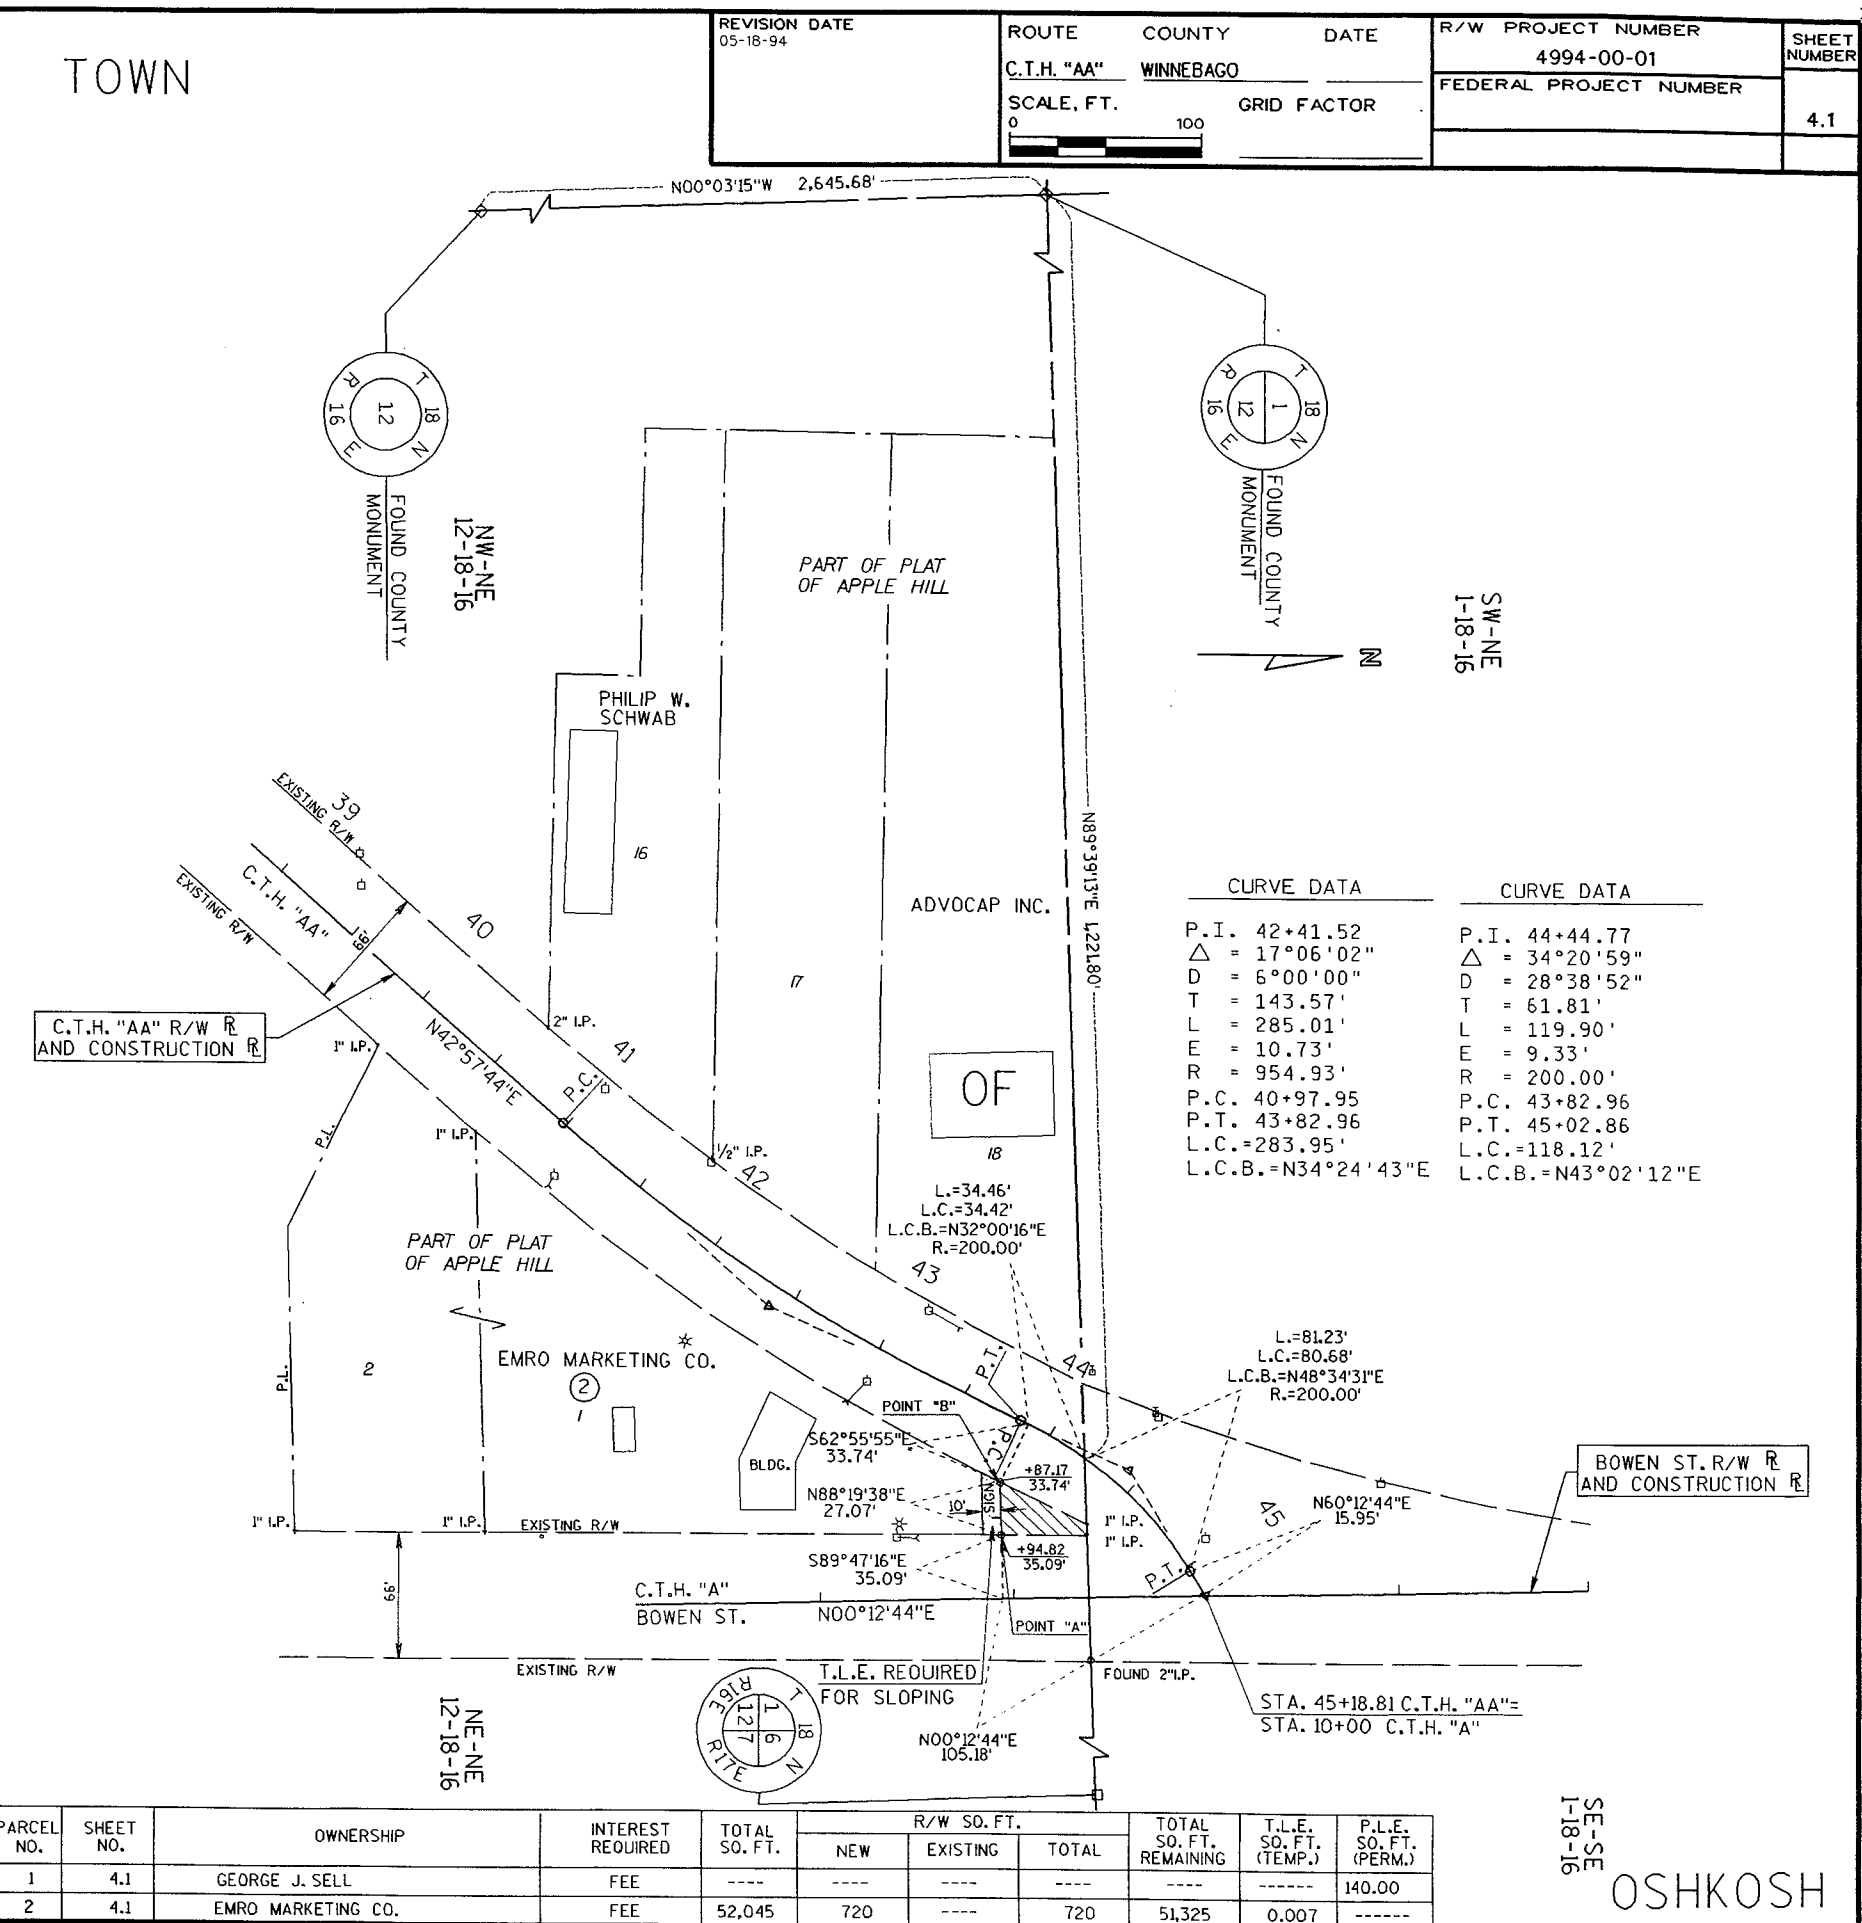 TOWN
REVISION DATE
05-18-94
ROUTE COUNTY DATE
C.T.H. "AA" WINNEBAGO
SCALE, FT. GRID FACTOR
0 100
R/W PROJECT NUMBER
4994-00-01
FEDERAL PROJECT NUMBER
SHEET
NUMBER
4.1
N00°03'15"W 2,645.68'
R T
16 12 18
E N
FOUND COUNTY
MONUMENT
NW-NE
12-18-16
R T
16 12 1 18
E N
FOUND COUNTY
MONUMENT
SW-NE
1-18-16
N
PART OF PLAT
OF APPLE HILL
PHILIP W.
SCHWAB
16
17
ADVOCAP INC.
OF
18
N89°39'13"E 1,221.80'
EXISTING R/W
39
C.T.H. "AA"
EXISTING R/W
66'
40
41
42
43
44
45
C.T.H. "AA" R/W PL
AND CONSTRUCTION PL
N42°57'44"E
P.C.
2" I.P.
1" I.P.
1" I.P.
1/2" I.P.
P.L.
P.L.
CURVE DATA
P.I. 42+41.52
△ = 17°06'02"
D = 6°00'00"
T = 143.57'
L = 285.01'
E = 10.73'
R = 954.93'
P.C. 40+97.95
P.T. 43+82.96
L.C.=283.95'
L.C.B.=N34°24'43"E
CURVE DATA
P.I. 44+44.77
△ = 34°20'59"
D = 28°38'52"
T = 61.81'
L = 119.90'
E = 9.33'
R = 200.00'
P.C. 43+82.96
P.T. 45+02.86
L.C.=118.12'
L.C.B.=N43°02'12"E
L.=34.46'
L.C.=34.42'
L.C.B.=N32°00'16"E
R.=200.00'
PART OF PLAT
OF APPLE HILL
2
EMRO MARKETING CO.
2
1
BLDG.
P.T.
POINT "B"
S62°55'55"E
33.74'
P.C.
+87.17
33.74'
N88°19'38"E
27.07'
10'
SIGN
L.=81.23'
L.C.=80.68'
L.C.B.=N48°34'31"E
R.=200.00'
BOWEN ST. R/W PL
AND CONSTRUCTION PL
N60°12'44"E
15.95'
1" I.P.
1" I.P.
EXISTING R/W
1" I.P.
1" I.P.
+94.82
35.09'
S89°47'16"E
35.09'
P.T.
66'
C.T.H. "A"
BOWEN ST.
N00°12'44"E
POINT "A"
EXISTING R/W
T.L.E. REQUIRED
FOR SLOPING
FOUND 2"I.P.
R16E T
12 1 18
7 6
R17E N
N00°12'44"E
105.18'
STA. 45+18.81 C.T.H. "AA"=
STA. 10+00 C.T.H. "A"
NE-NE
12-18-16
SE-SE
1-18-16
OSHKOSH
PARCEL NO. SHEET NO. OWNERSHIP INTEREST REQUIRED TOTAL SQ. FT. R/W SQ. FT. NEW EXISTING TOTAL TOTAL SQ. FT. REMAINING T.L.E. SQ. FT. (TEMP.) P.L.E. SQ. FT. (PERM.)
1 4.1 GEORGE J. SELL FEE ---- ---- ---- ---- ---- ------ 140.00
2 4.1 EMRO MARKETING CO. FEE 52,045 720 ---- 720 51,325 0.007 ------